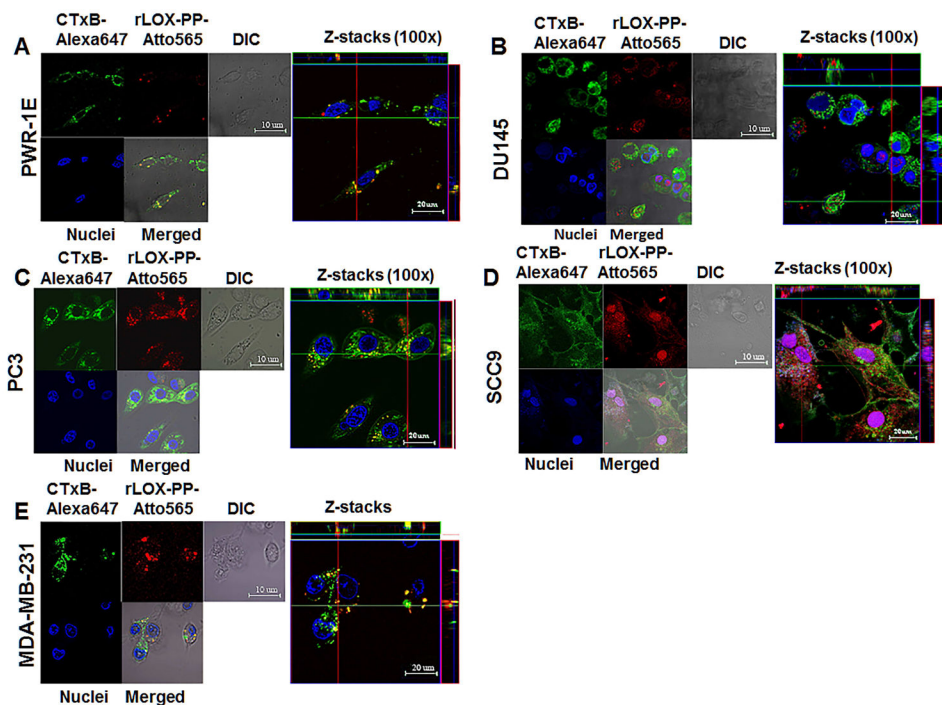 A
CTxB- rLOX-PP-
Alexa647 Atto565 DIC Z-stacks (100x)
PWR-1E
10 um
20um
Nuclei Merged
B
CTxB- rLOX-PP-
Alexa647 Atto565 DIC Z-stacks (100x)
DU145
10 um
20um
Nuclei Merged
C
CTxB- rLOX-PP-
Alexa647 Atto565 DIC Z-stacks (100x)
PC3
10 um
20um
Nuclei Merged
D
CTxB- rLOX-PP-
Alexa647 Atto565 DIC Z-stacks (100x)
SCC9
10 um
20um
Nuclei Merged
E
CTxB- rLOX-PP-
Alexa647 Atto565 DIC Z-stacks
MDA-MB-231
10 um
20 um
Nuclei Merged